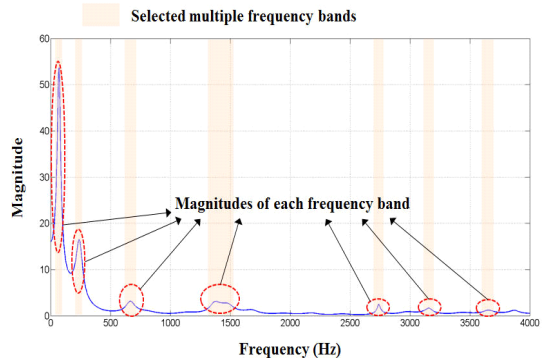 Selected multiple frequency bands
60
50
40
30
20
10
0
Magnitude
Magnitudes of each frequency band
0 500 1000 1500 2000 2500 3000 3500 4000
Frequency (Hz)